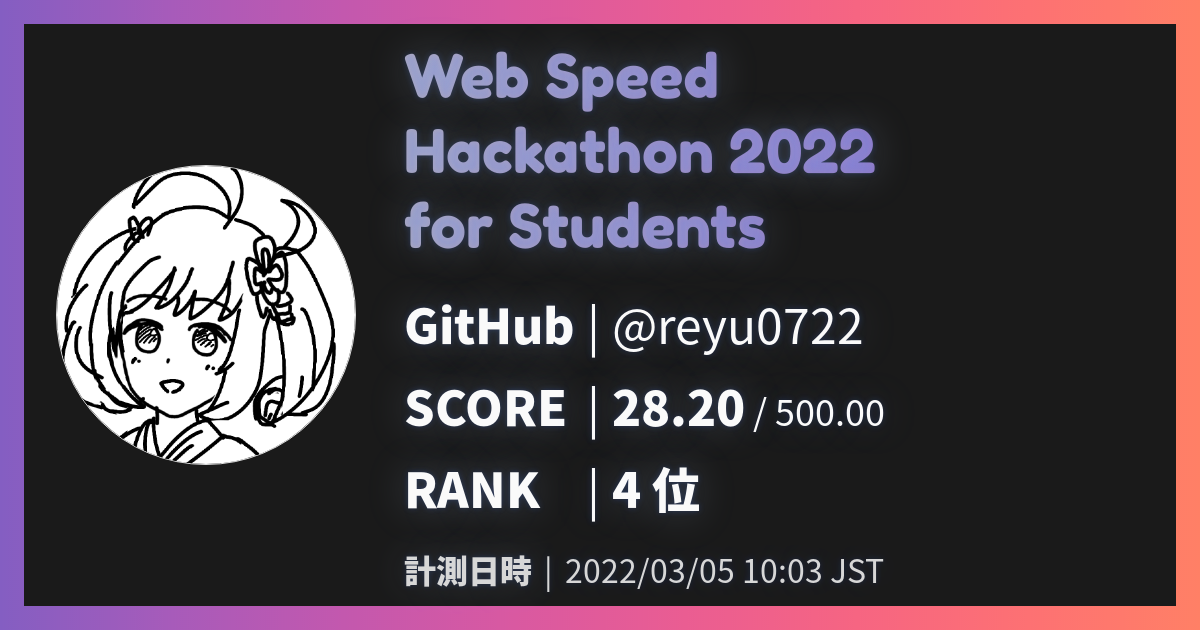 Web Speed
Hackathon 2022
for Students
GitHub | @reyu0722
SCORE | 28.20 / 500.00
RANK | 4 位
計測日時 | 2022/03/05 10:03 JST